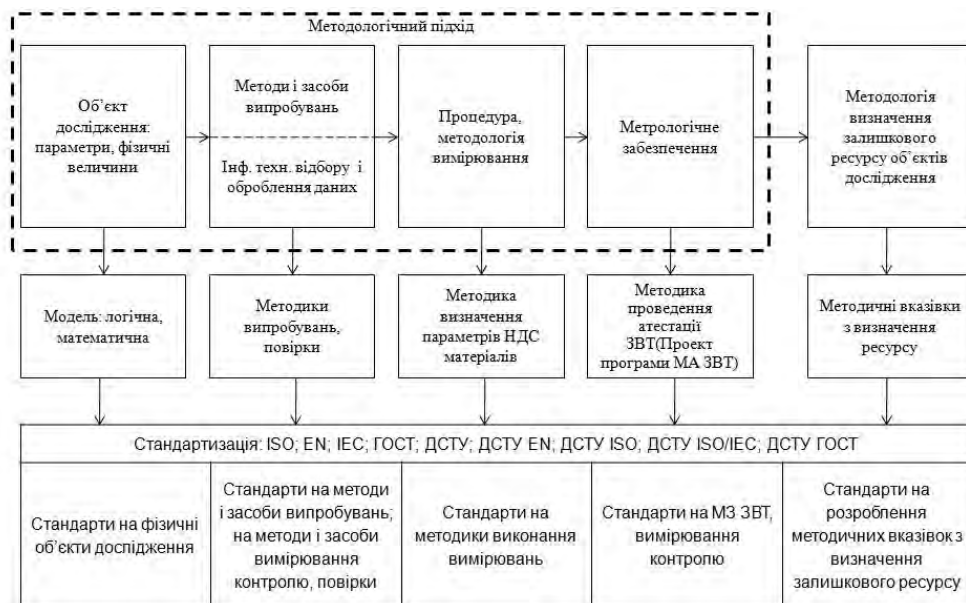 Методологічний підхід
Об’єкт
дослідження:
параметри, фізичні
величини
Методи і засоби
випробувань
Інф. техн. відбору і
оброблення даних
Процедура,
методологія
вимірювання
Метрологічне
забезпечення
Методологія
визначення
залишкового
ресурсу об’єктів
дослідження
Модель: логічна,
математична
Методики
випробувань,
повірки
Методика
визначення
параметрів НДС
матеріалів
Методика
проведення
атестації
ЗВТ(Проект
програми МА ЗВТ)
Методичні вказівки
з визначення
ресурсу
Стандартизація: ISO; EN; IEC; ГОСТ; ДСТУ; ДСТУ EN; ДСТУ ISO; ДСТУ ISO/IEC; ДСТУ ГОСТ
Стандарти на фізичні
об’єкти дослідження
Стандарти на методи
і засоби випробувань;
на методи і засоби
вимірювання
контролю, повірки
Стандарти на
методики виконання
вимірювань
Стандарти на МЗ ЗВТ,
вимірювання
контролю
Стандарти на
розроблення
методичних вказівок з
визначення
залишкового ресурсу